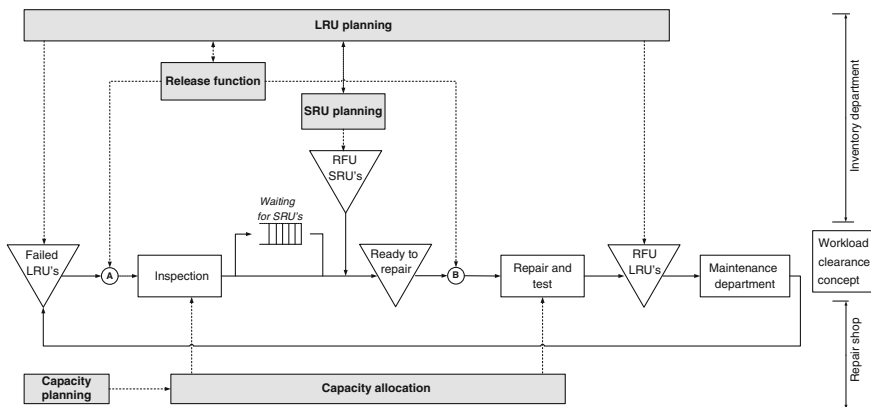 LRU planning
Release function
SRU planning
Inventory department
RFU
SRU's
Waiting
for SRU's
Failed
LRU's
A
Inspection
Ready to
repair
B
Repair and
test
RFU
LRU's
Maintenance
department
Workload
clearance
concept
Capacity
planning
Capacity allocation
Repair shop